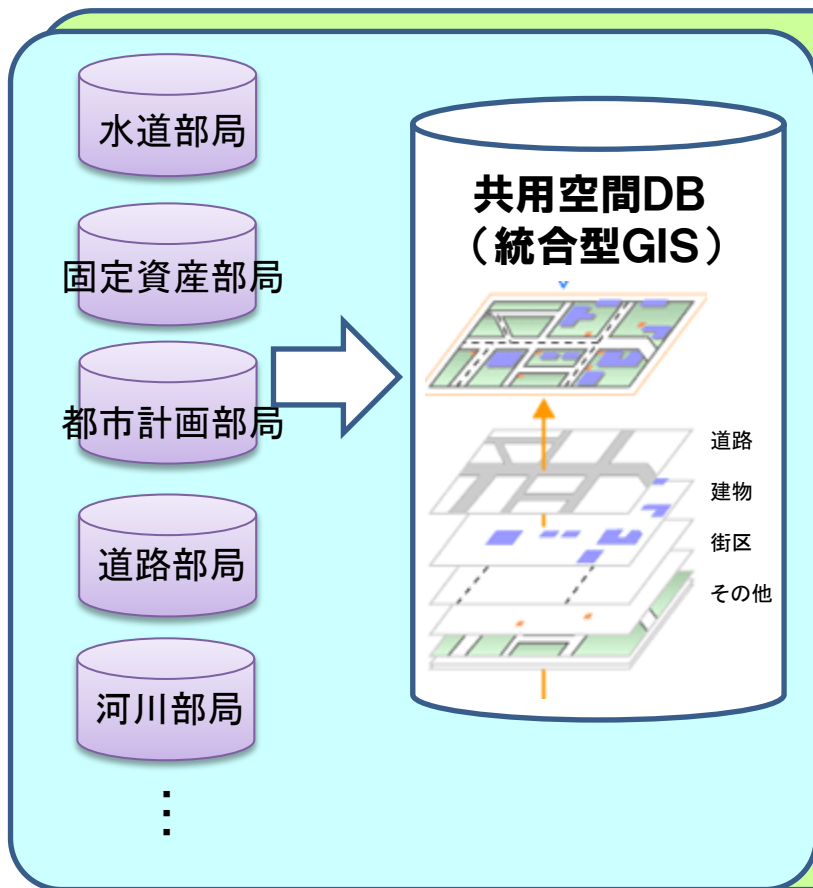 水道部局
固定資産部局
都市計画部局
道路部局
河川部局
⋮
共用空間DB
（統合型GIS）
道路
建物
街区
その他